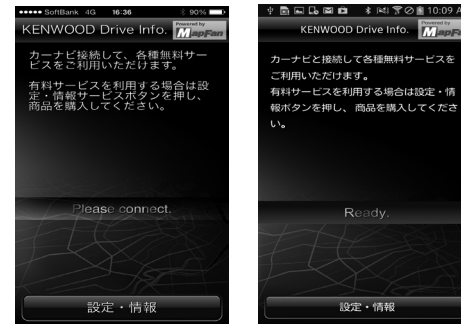 SoftBank 4G 16:36 90%
KENWOOD Drive Info. Powered by MapFan
カーナビ接続して、各種無料サー
ビスをご利用いただけます。
有料サービスを利用する場合は設
定・情報サービスボタンを押し、
商品を購入してください。
Please connect.
設定・情報
10:09 A
KENWOOD Drive Info. Powered by MapFa
カーナビと接続して各種無料サービスを
ご利用いただけます。
有料サービスを利用する場合は設定・情
報ボタンを押し、商品を購入してくださ
い。
Ready.
設定・情報